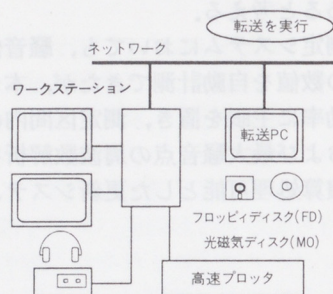 転送を実行
ネットワーク
ワークステーション
転送PC
フロッピィディスク(FD)
光磁気ディスク(MO)
高速プロッタ